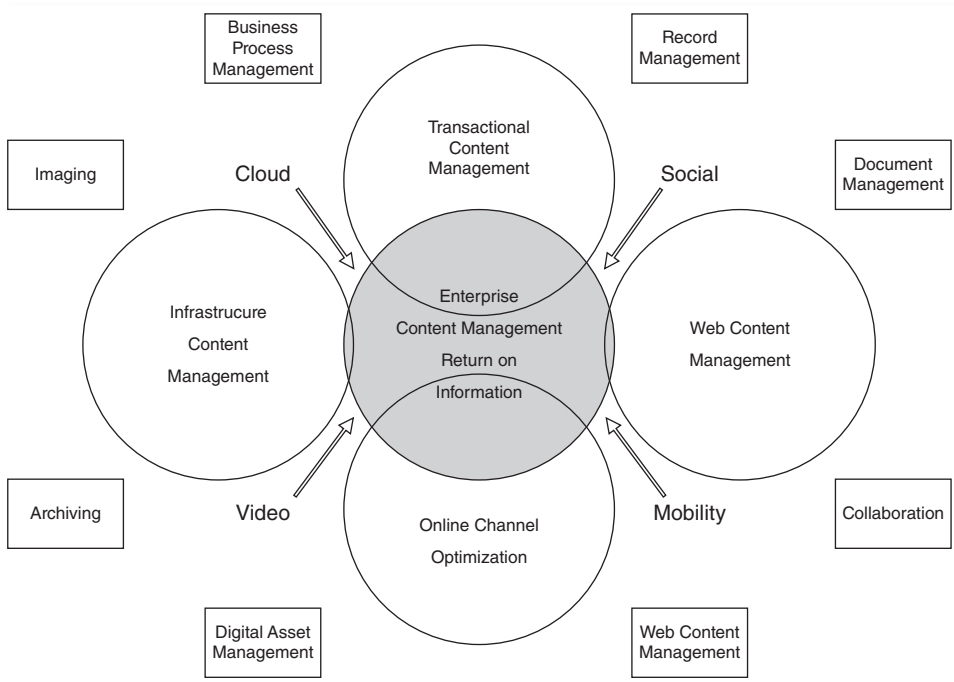 Business
Process
Management
Record
Management
Transactional
Content
Management
Imaging
Cloud
Social
Document
Management
Infrastrucure
Content
Management
Enterprise
Content Management
Return on
Information
Web Content
Management
Archiving
Video
Online Channel
Optimization
Mobility
Collaboration
Digital Asset
Management
Web Content
Management